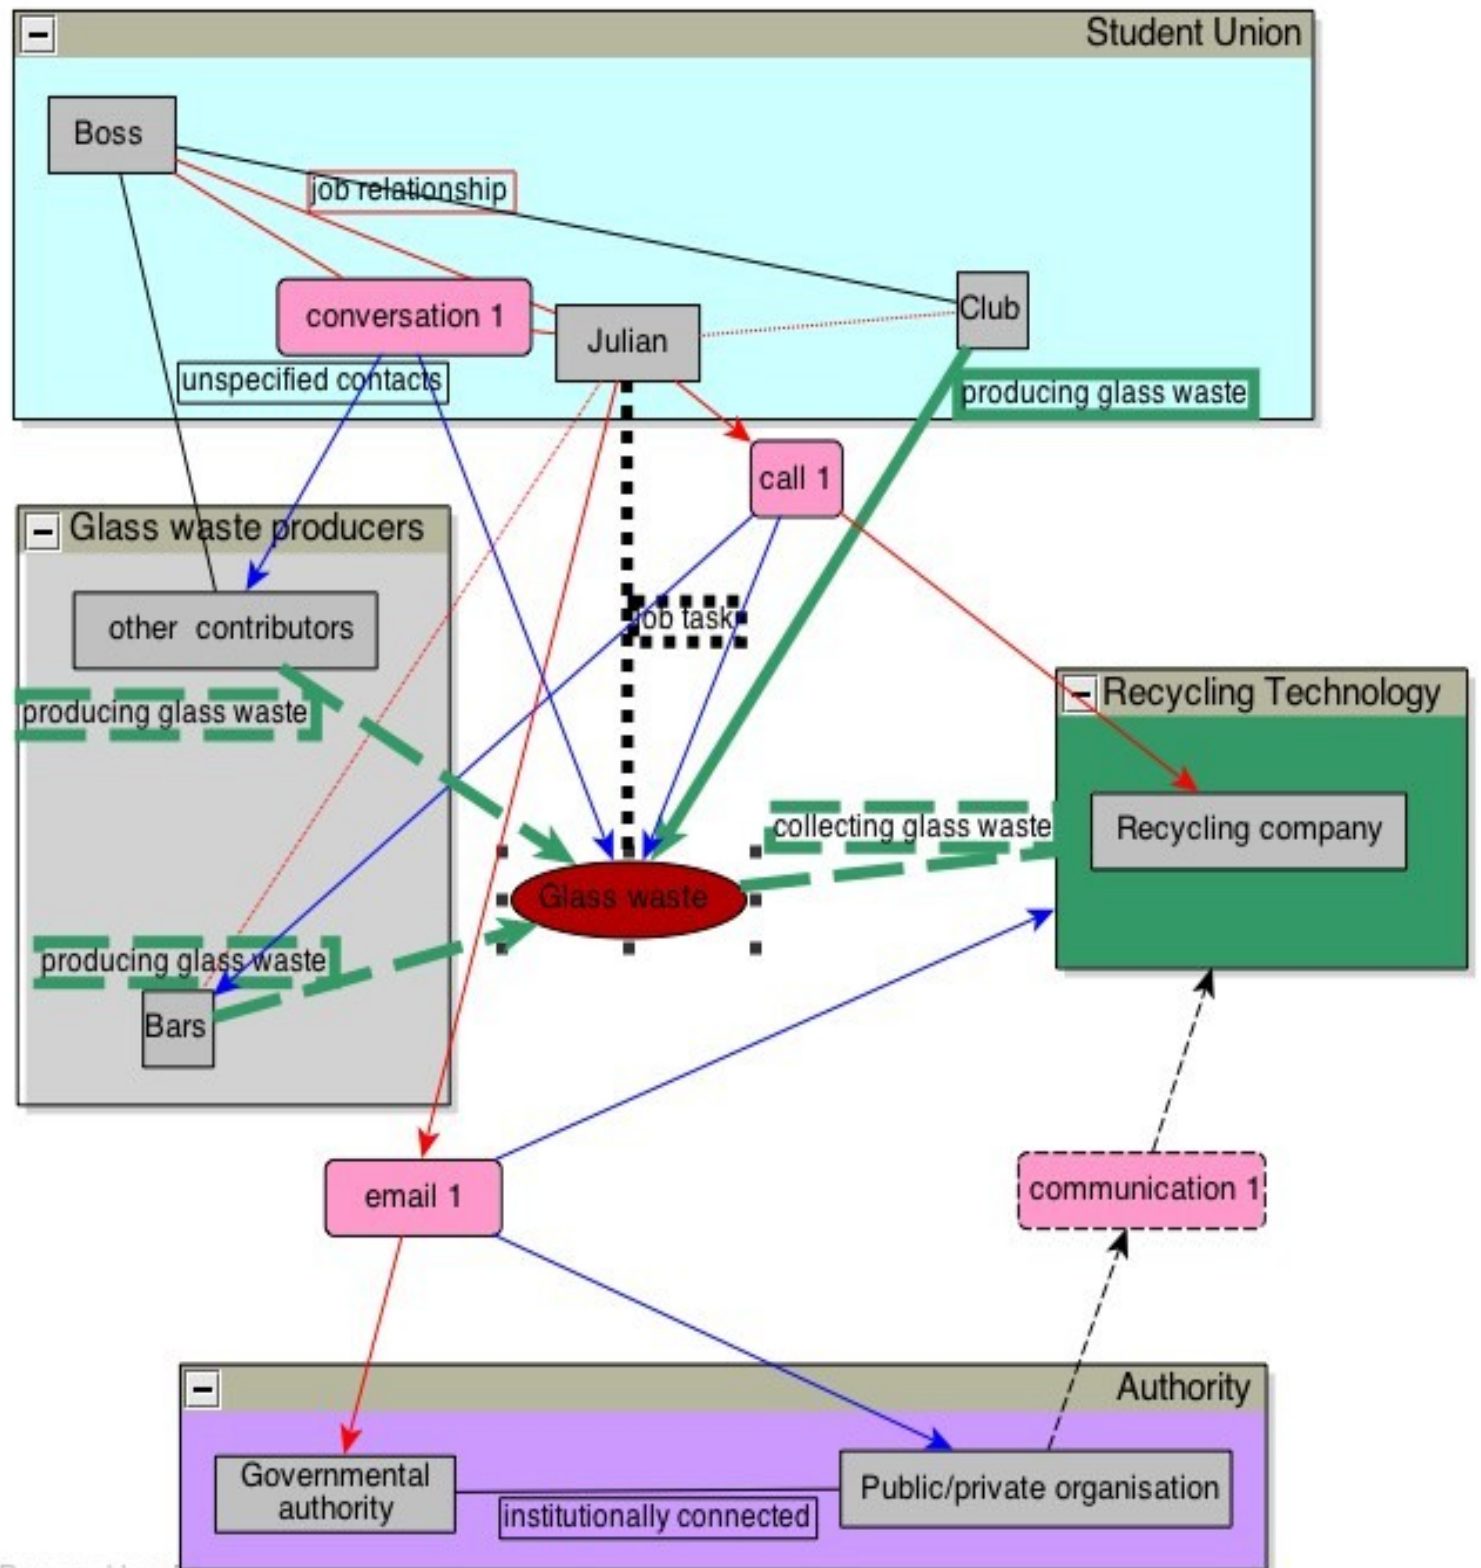 Student Union
Boss
job relationship
conversation 1
Club
Julian
unspecified contacts
producing glass waste
call 1
Glass waste producers
other contributors
job task
producing glass waste
Recycling Technology
collecting glass waste
Recycling company
Glass waste
producing glass waste
Bars
email 1
communication 1
Authority
Governmental
authority
Public/private organisation
institutionally connected